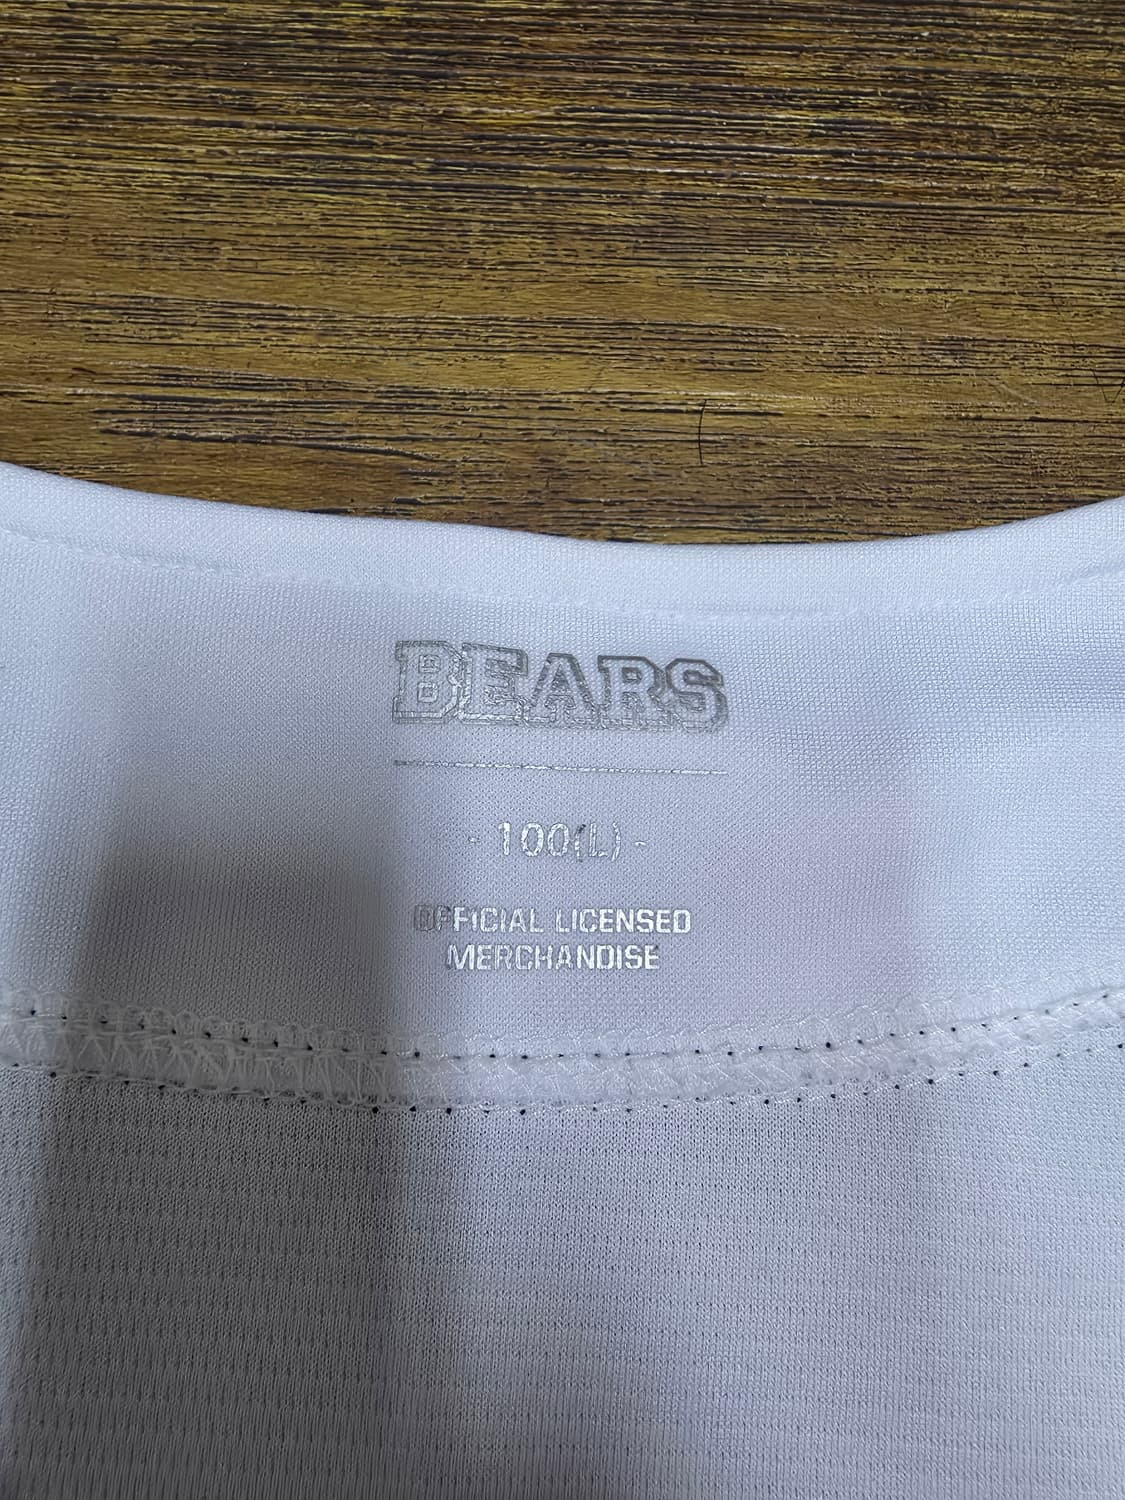 BEARS
- 100(L) -
OFFICIAL LICENSED
MERCHANDISE